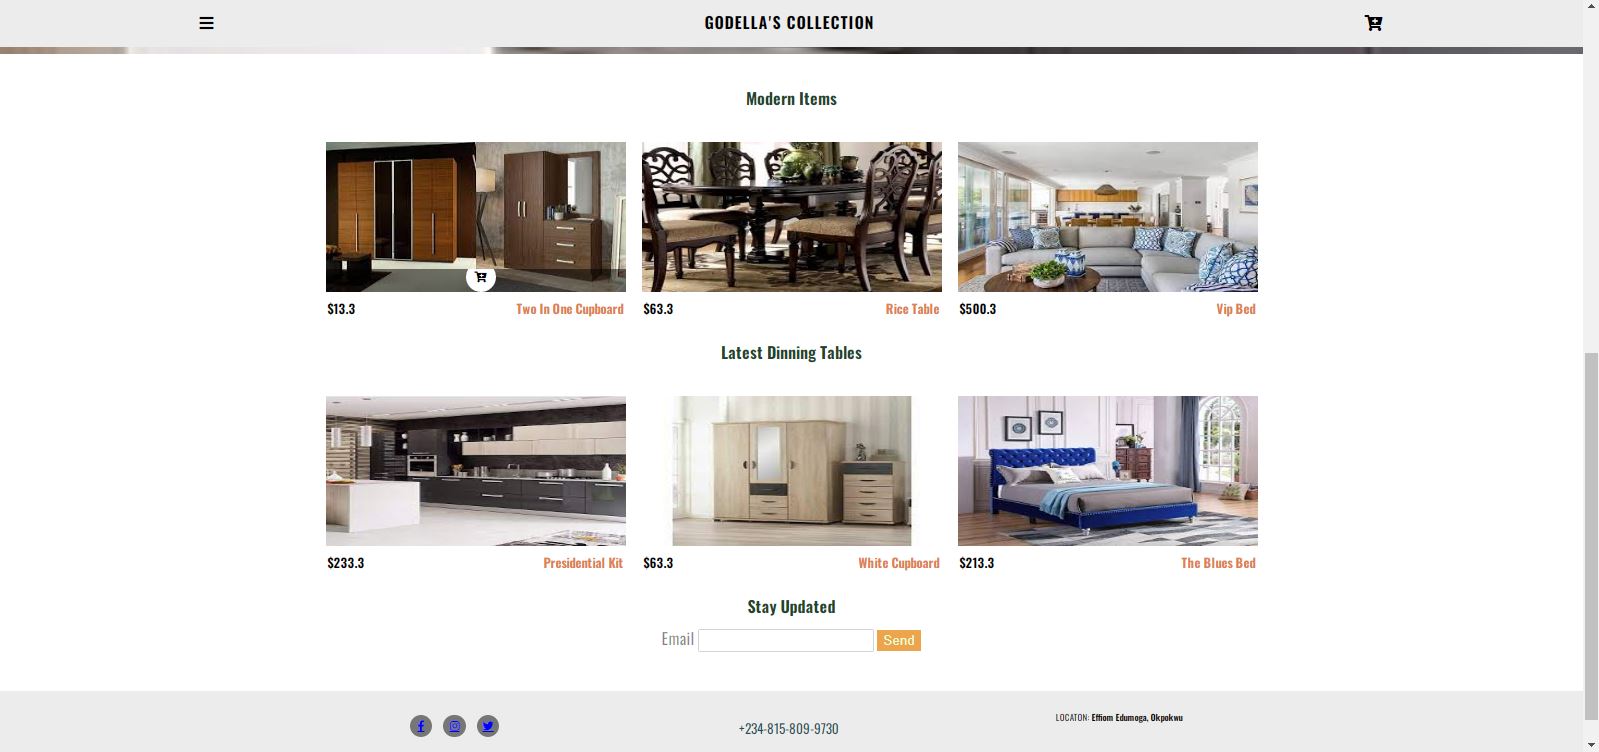 GODELLA'S COLLECTION
Modern Items
$13.3 Two In One Cupboard
$63.3 Rice Table
$500.3 Vip Bed
Latest Dinning Tables
$233.3 Presidential Kit
$63.3 White Cupboard
$213.3 The Blues Bed
Stay Updated
Email Send
+234-815-809-9730
LOCATON: Effiom Edumoga, Okpokwu